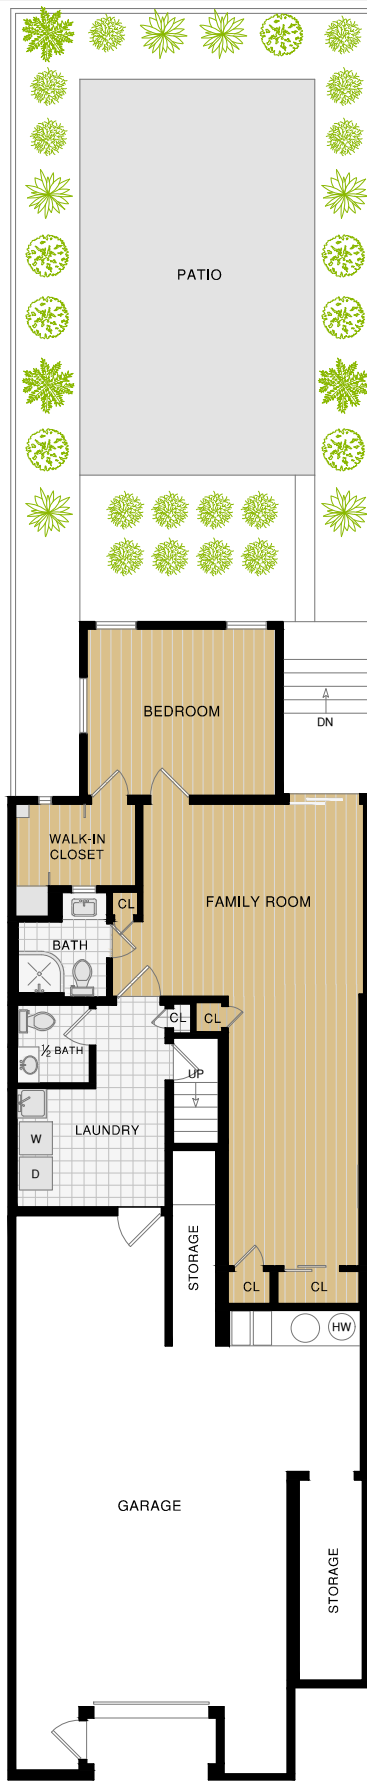 PATIO
BEDROOM
DN
WALK-IN
CLOSET
CL
FAMILY ROOM
BATH
CL
CL
½ BATH
UP
LAUNDRY
W
D
STORAGE
CL
CL
HW
GARAGE
STORAGE